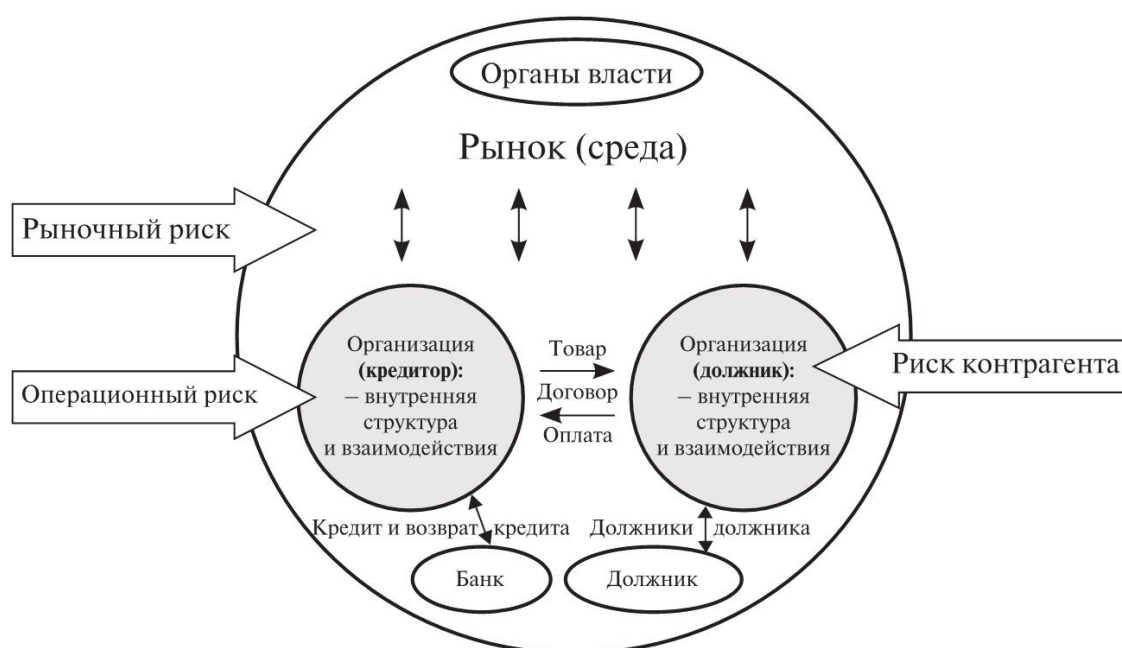 Органы власти
Рынок (среда)
Рыночный риск
Операционный риск
Организация
(кредитор):
– внутренняя
структура
и взаимодействия
Товар
Договор
Оплата
Организация
(должник):
– внутренняя
структура
и взаимодействия
Риск контрагента
Кредит и возврат кредита
Должники должника
Банк
Должник